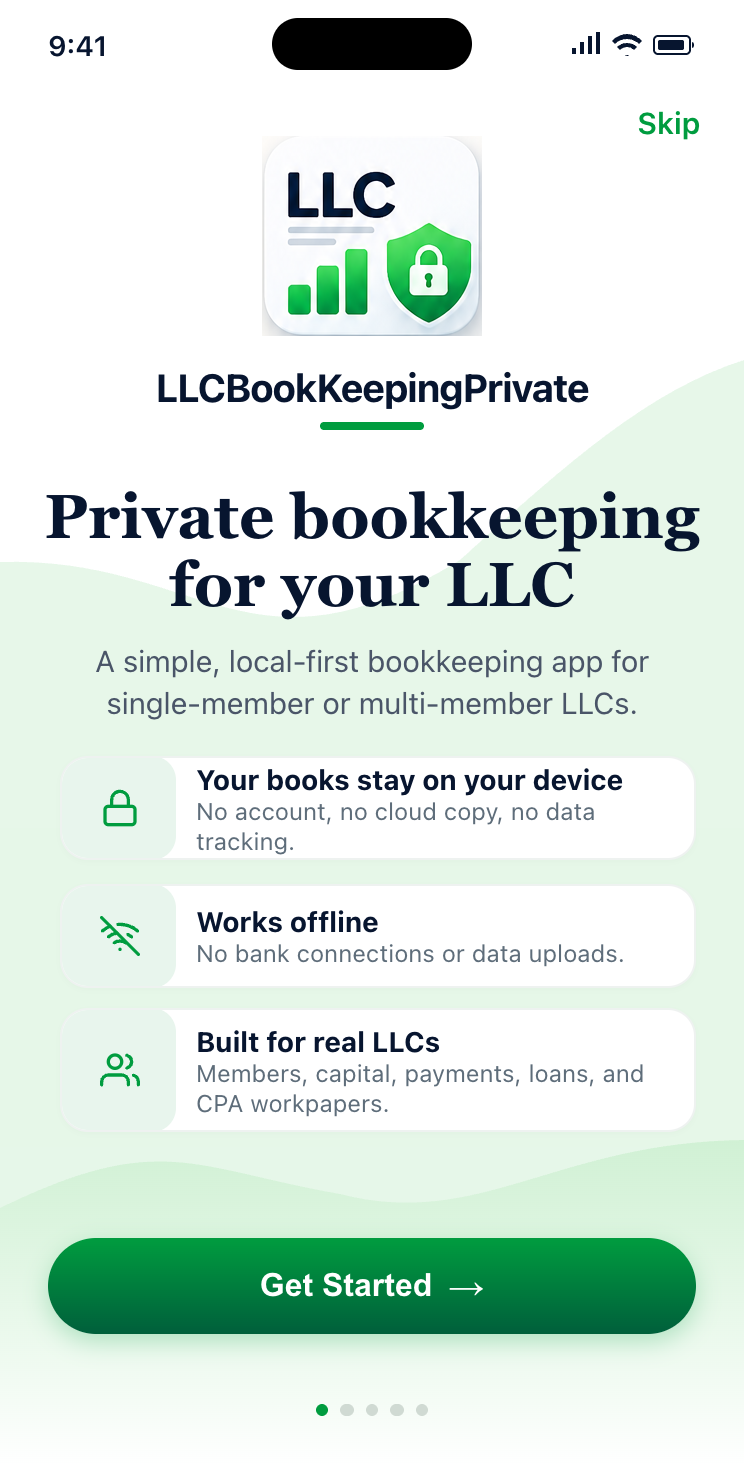 9:41
Skip
LLC
LLCBookKeepingPrivate
Private bookkeeping
for your LLC
A simple, local-first bookkeeping app for
single-member or multi-member LLCs.
Your books stay on your device
No account, no cloud copy, no data
tracking.
Works offline
No bank connections or data uploads.
Built for real LLCs
Members, capital, payments, loans, and
CPA workpapers.
Get Started →